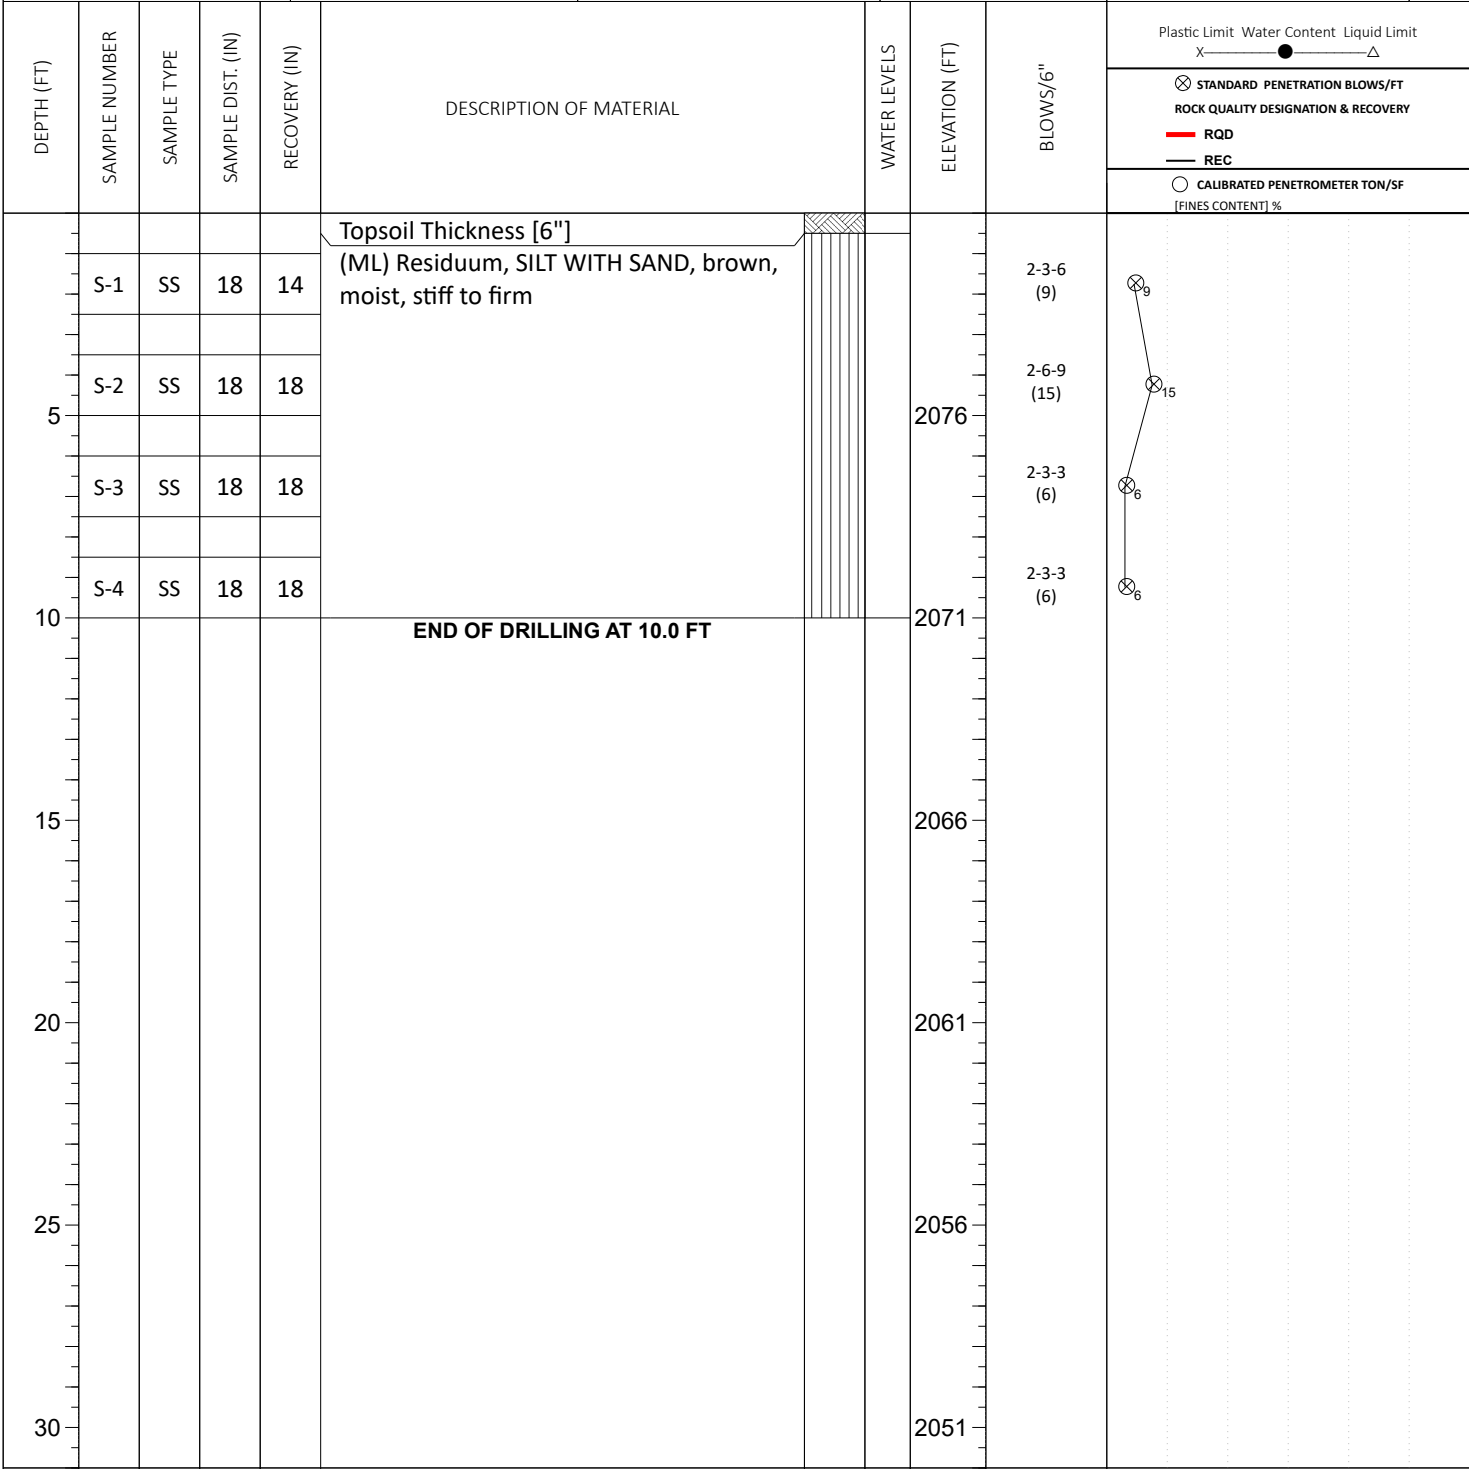 DEPTH (FT)
SAMPLE NUMBER
SAMPLE TYPE
SAMPLE DIST. (IN)
RECOVERY (IN)
DESCRIPTION OF MATERIAL
WATER LEVELS
ELEVATION (FT)
BLOWS/6"
Plastic Limit Water Content Liquid Limit
X
STANDARD PENETRATION BLOWS/FT
ROCK QUALITY DESIGNATION & RECOVERY
RQD
REC
CALIBRATED PENETROMETER TON/SF
[FINES CONTENT] %
Topsoil Thickness [6"]
(ML) Residuum, SILT WITH SAND, brown,
moist, stiff to firm
S-1 SS 18 14
2-3-6
(9)
9
S-2 SS 18 18
2-6-9
(15)
15
5
2076
S-3 SS 18 18
2-3-3
(6)
6
S-4 SS 18 18
2-3-3
(6)
6
10
2071
END OF DRILLING AT 10.0 FT
15
2066
20
2061
25
2056
30
2051